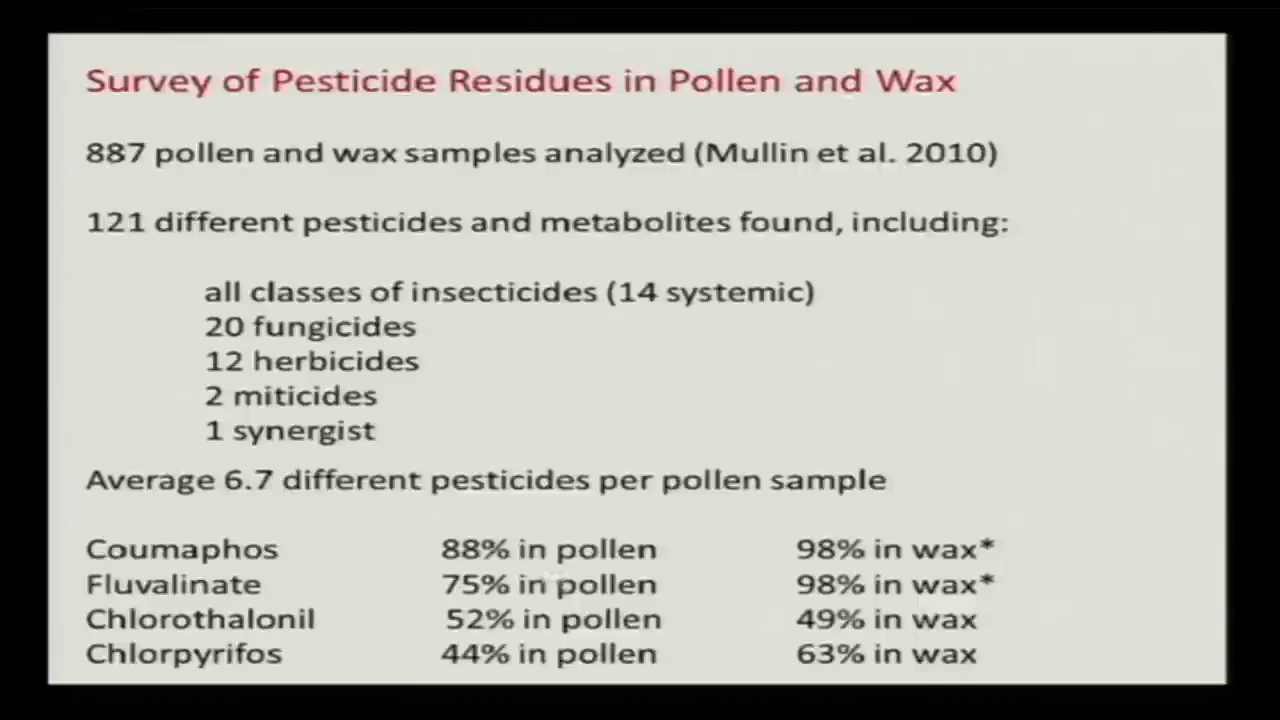 Survey of Pesticide Residues in Pollen and Wax
887 pollen and wax samples analyzed (Mullin et al. 2010)
121 different pesticides and metabolites found, including:
all classes of insecticides (14 systemic)
20 fungicides
12 herbicides
2 miticides
1 synergist
Average 6.7 different pesticides per pollen sample
Coumaphos 88% in pollen 98% in wax*
Fluvalinate 75% in pollen 98% in wax*
Chlorothalonil 52% in pollen 49% in wax
Chlorpyrifos 44% in pollen 63% in wax